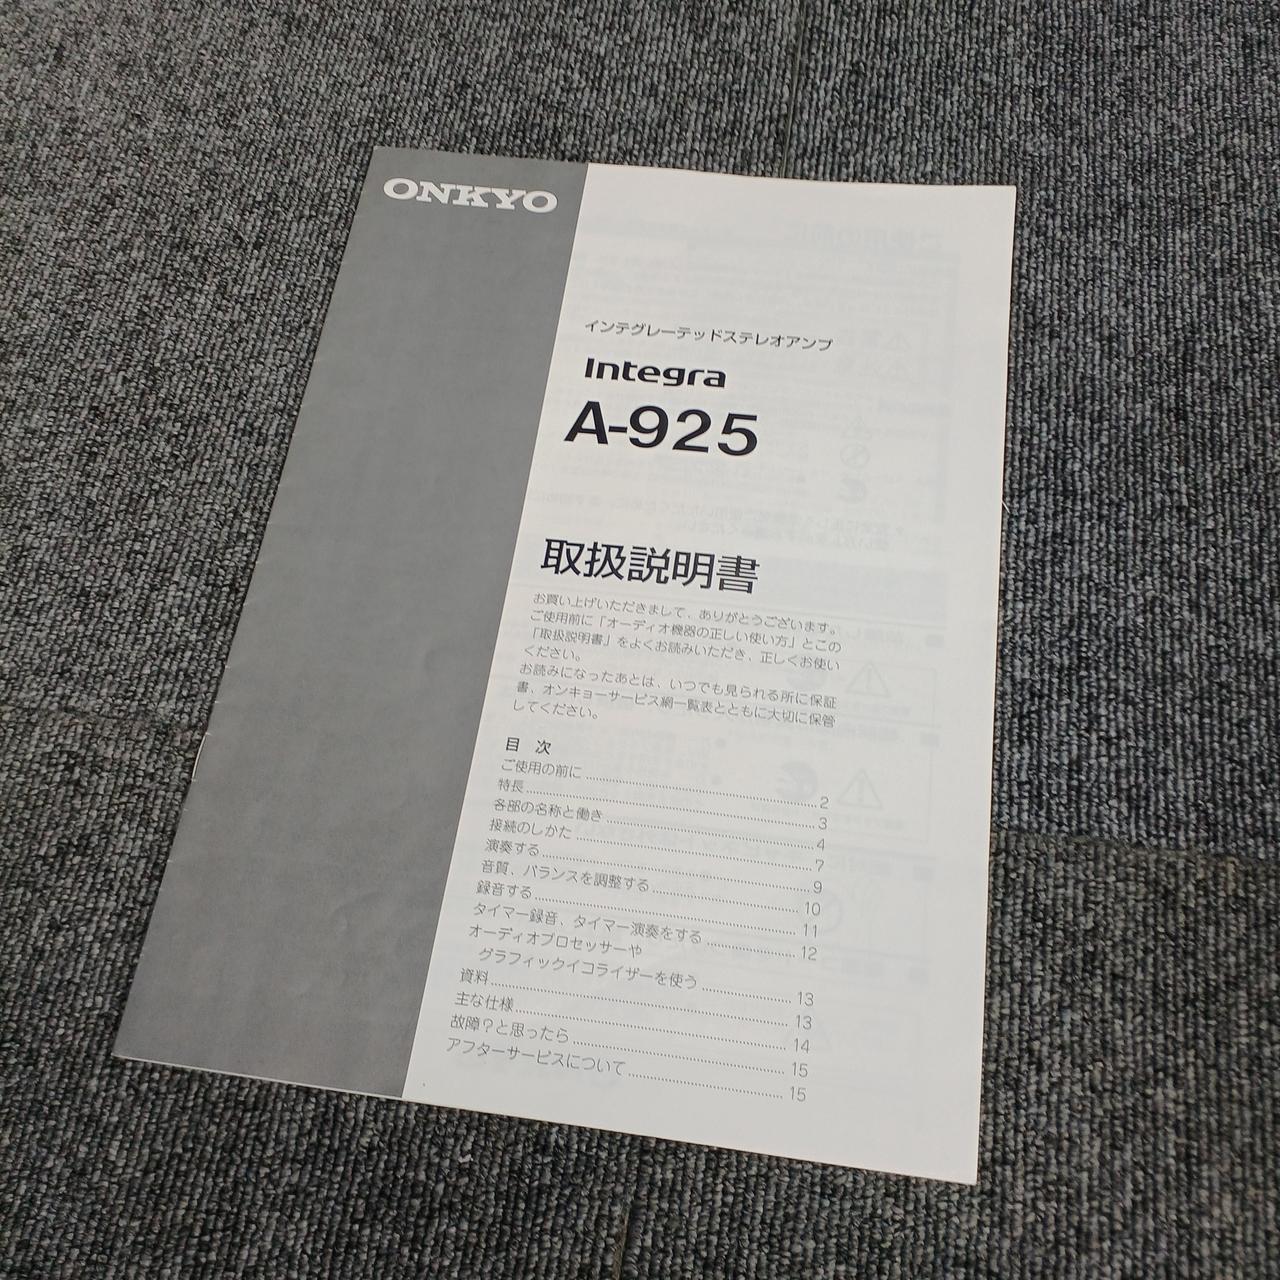 ONKYO
インテグレーテッドステレオアンプ
Integra
A-925
取扱説明書
お買い上げいただきまして、ありがとうございます。
ご使用前に「オーディオ機器の正しい使い方」とこの
「取扱説明書」をよくお読みいただき、正しくお使い
ください。
お読みになったあとは、いつでも見られる所に保証
書、オンキョーサービス網一覧表とともに大切に保管
してください。
目 次
ご使用の前に 2
特長 3
各部の名称と働き 4
接続のしかた 7
演奏する 9
音質、バランスを調整する 10
録音する 11
タイマー録音、タイマー演奏をする 12
オーディオプロセッサーや
グラフィックイコライザーを使う 13
資料 13
主な仕様 14
故障?と思ったら 15
アフターサービスについて 15